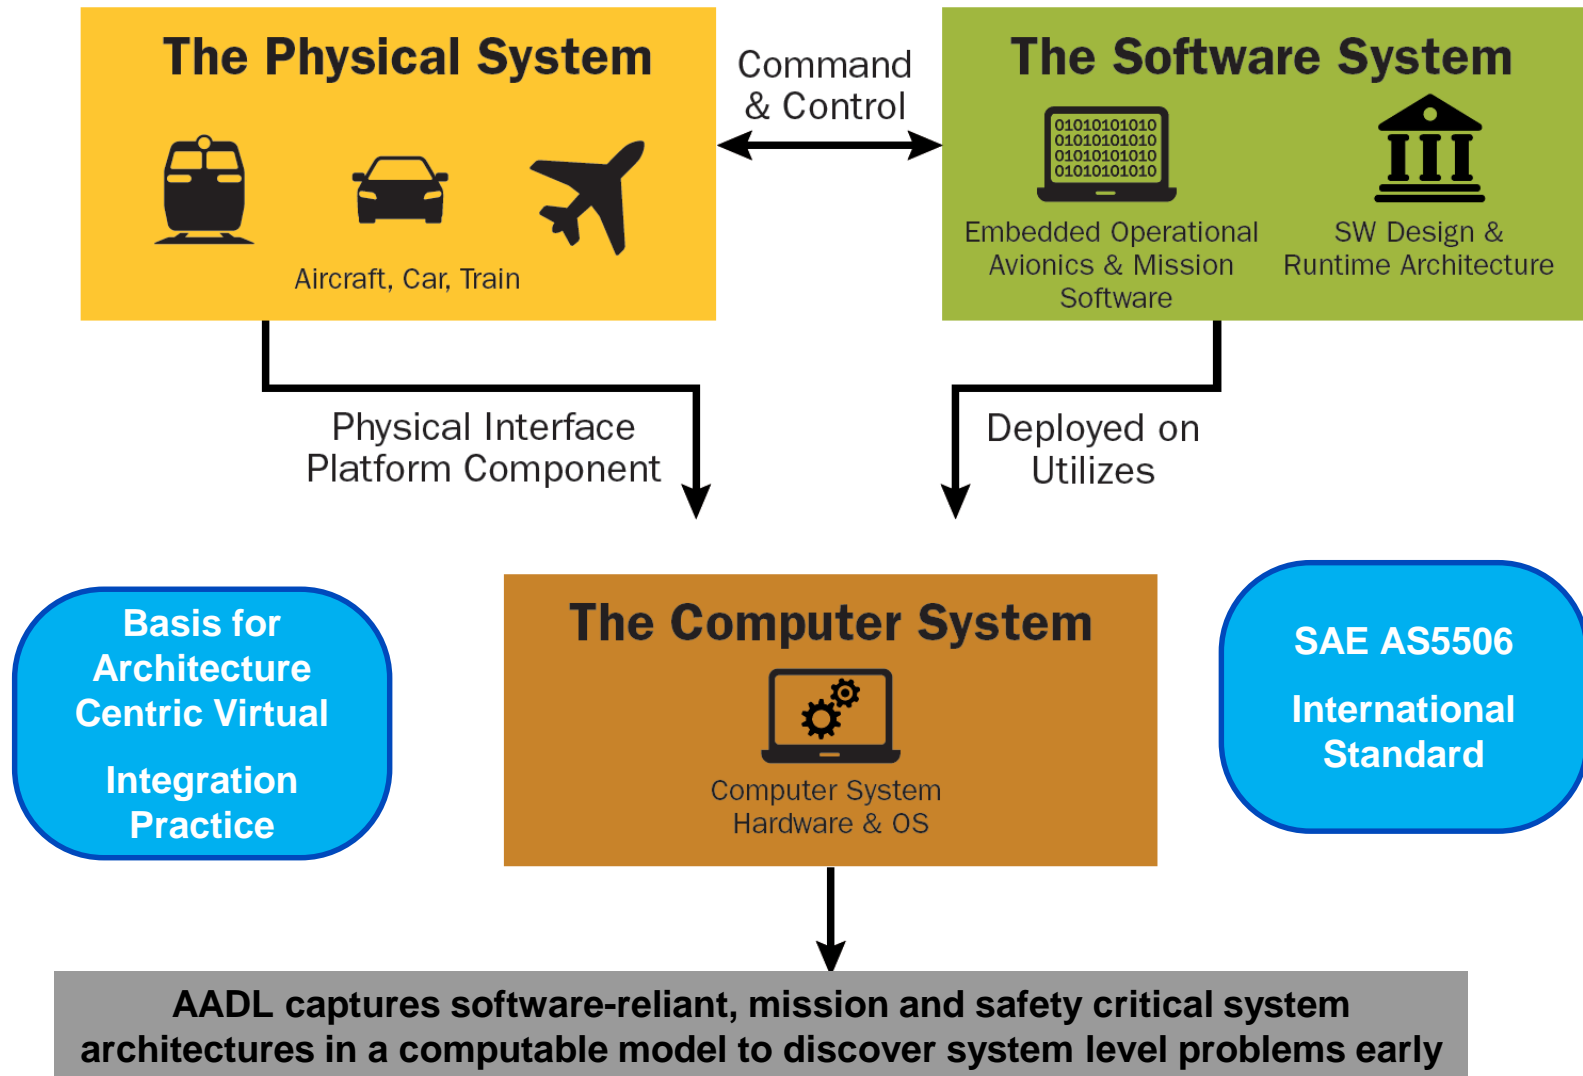 The Physical System
Aircraft, Car, Train
Command
& Control
The Software System
01010101010
01010101010
01010101010
01010101010
Embedded Operational
Avionics & Mission
Software
SW Design &
Runtime Architecture
Physical Interface
Platform Component
Deployed on
Utilizes
Basis for
Architecture
Centric Virtual
Integration
Practice
The Computer System
Computer System
Hardware & OS
SAE AS5506
International
Standard
AADL captures software-reliant, mission and safety critical system
architectures in a computable model to discover system level problems early